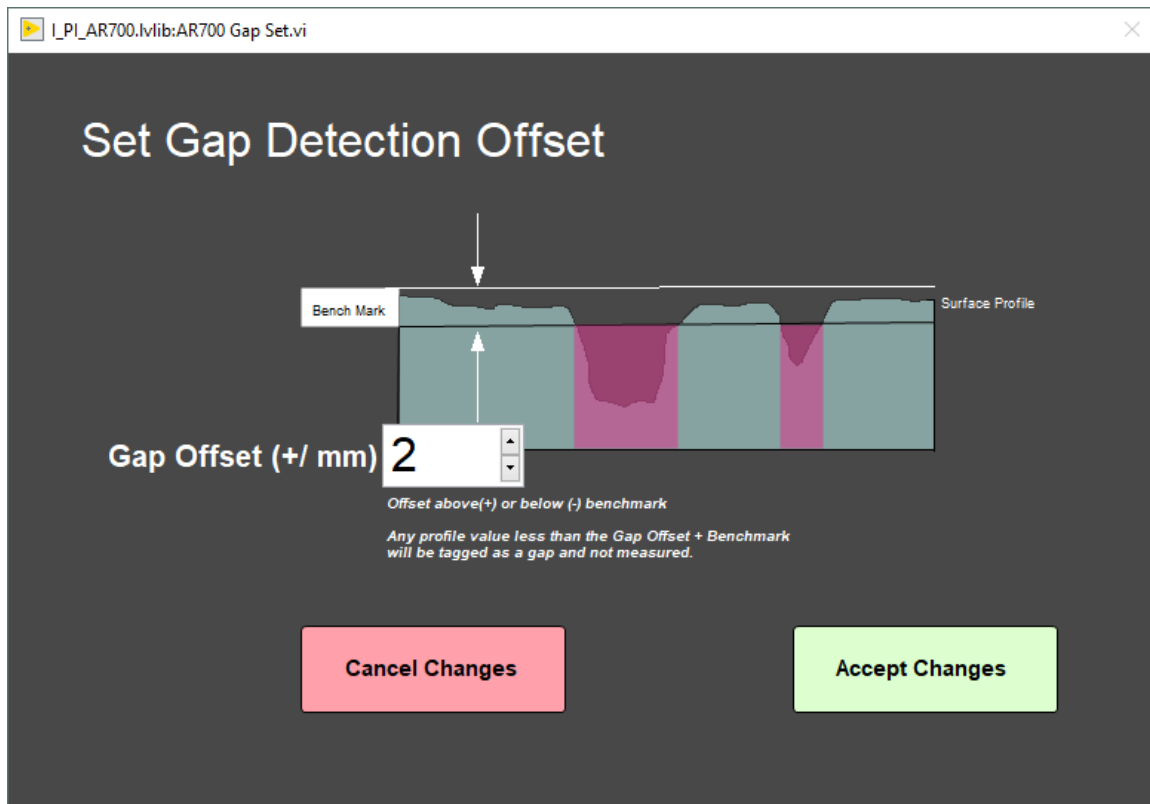 I_PI_AR700.lvlib:AR700 Gap Set.vi
Set Gap Detection Offset
Bench Mark
Surface Profile
Gap Offset (+/ mm)
2
Offset above(+) or below (-) benchmark
Any profile value less than the Gap Offset + Benchmark
will be tagged as a gap and not measured.
Cancel Changes
Accept Changes